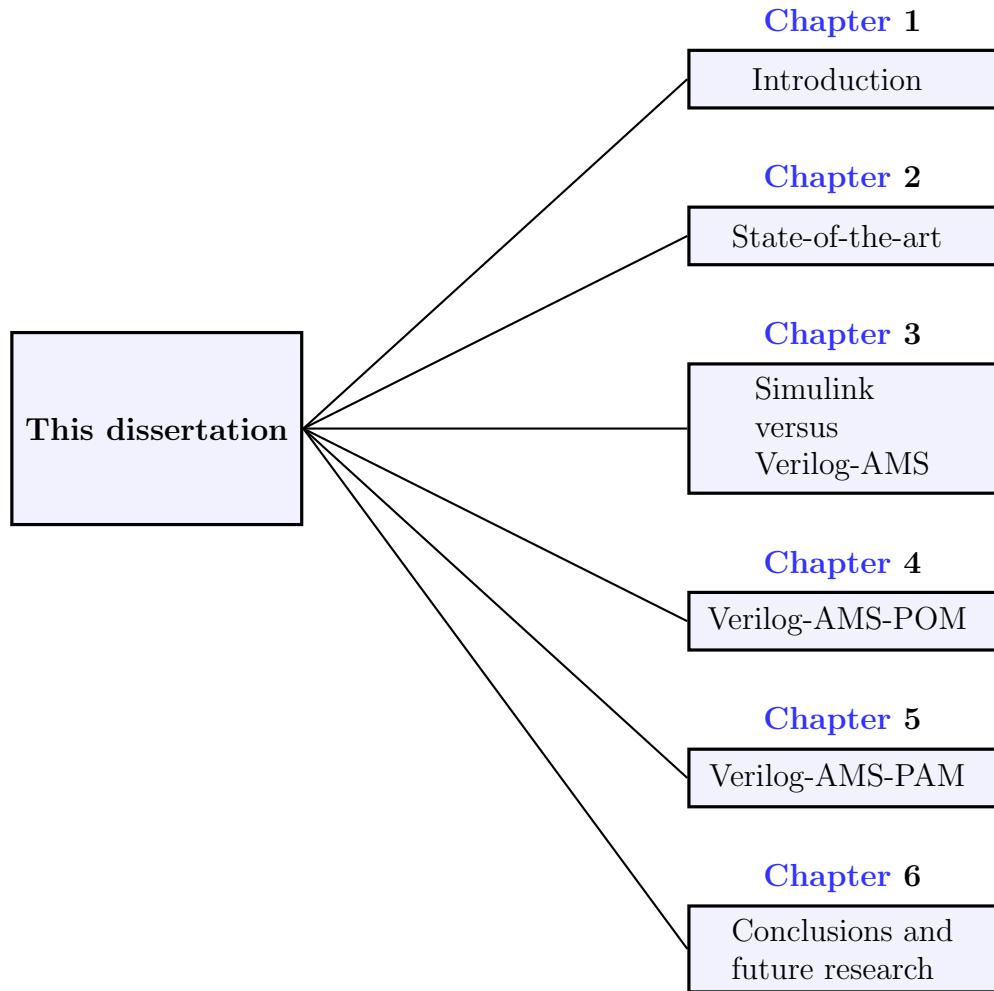 Chapter 1
Introduction
Chapter 2
State-of-the-art
Chapter 3
Simulink
versus
Verilog-AMS
This dissertation
Chapter 4
Verilog-AMS-POM
Chapter 5
Verilog-AMS-PAM
Chapter 6
Conclusions and
future research